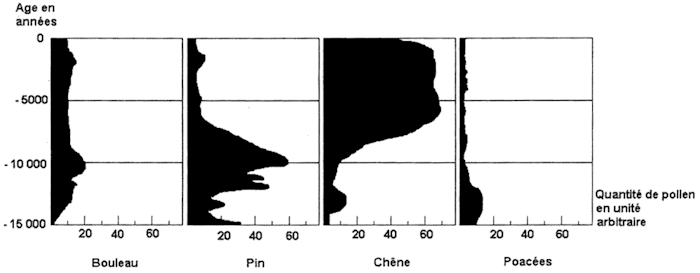 Age en
années
0
- 5000
- 10 000
- 15 000
20 40 60
20 40 60
20 40 60
20 40 60
Quantité de pollen
en unité
arbitraire
Bouleau
Pin
Chêne
Poacées